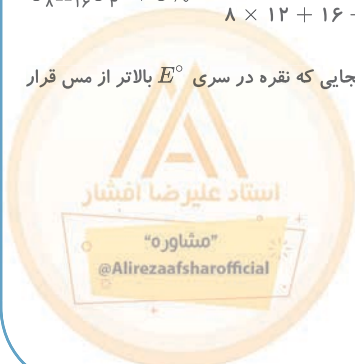 ۸ × ۱۲ + ۱۶
جایی که نقره در سری E° بالاتر از مس قرار
استاد علیرضا افشار
“مشاوره”
@Alirezaafsharofficial